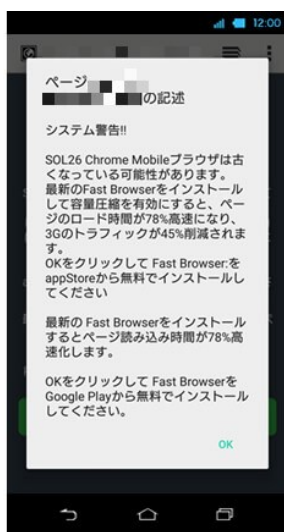 12:00
ページ
の記述
システム警告!!
SOL26 Chrome Mobileブラウザは古
くなっている可能性があります。
最新のFast Browserをインストール
して容量圧縮を有効にすると、ペー
ジのロード時間が78%高速になり、
3Gのトラフィックが45%削減されま
す。
OKをクリックして Fast Browser:を
appStoreから無料でインストールし
てください
最新の Fast Browserをインストール
するとページ読み込み時間が78%高
速化します。
OKをクリックして Fast Browserを
Google Playから無料でインストール
してください。
OK